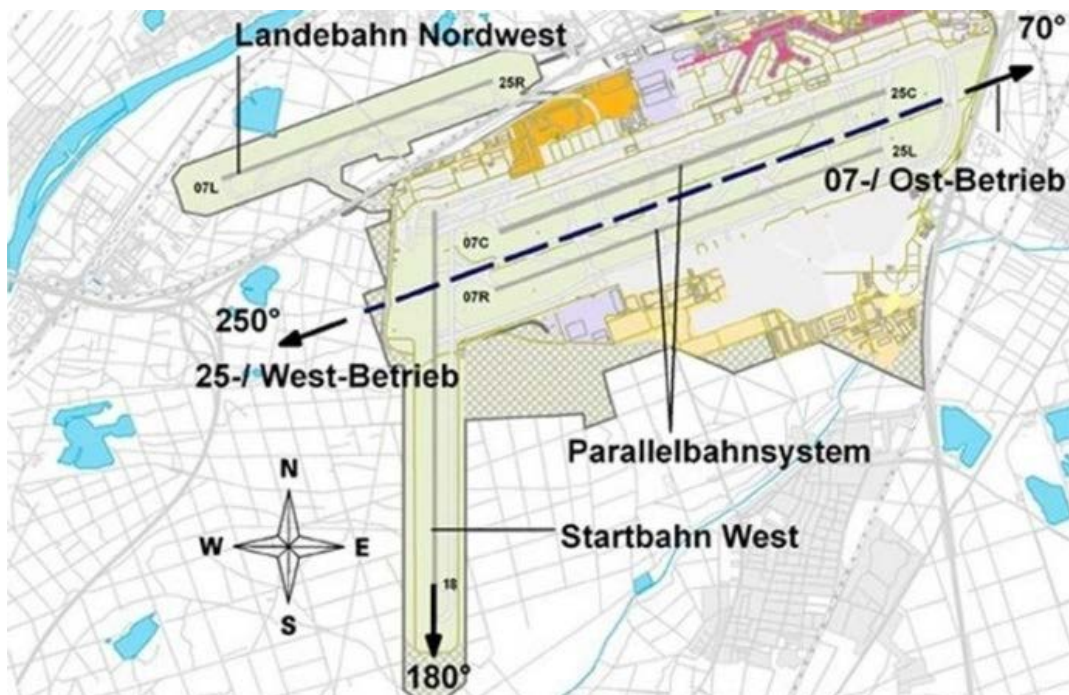 70°
Landebahn Nordwest
25R
25C
25L
07L
07-/ Ost-Betrieb
07C
07R
250°
25-/ West-Betrieb
Parallelbahnsystem
N
W E
S
Startbahn West
18
180°